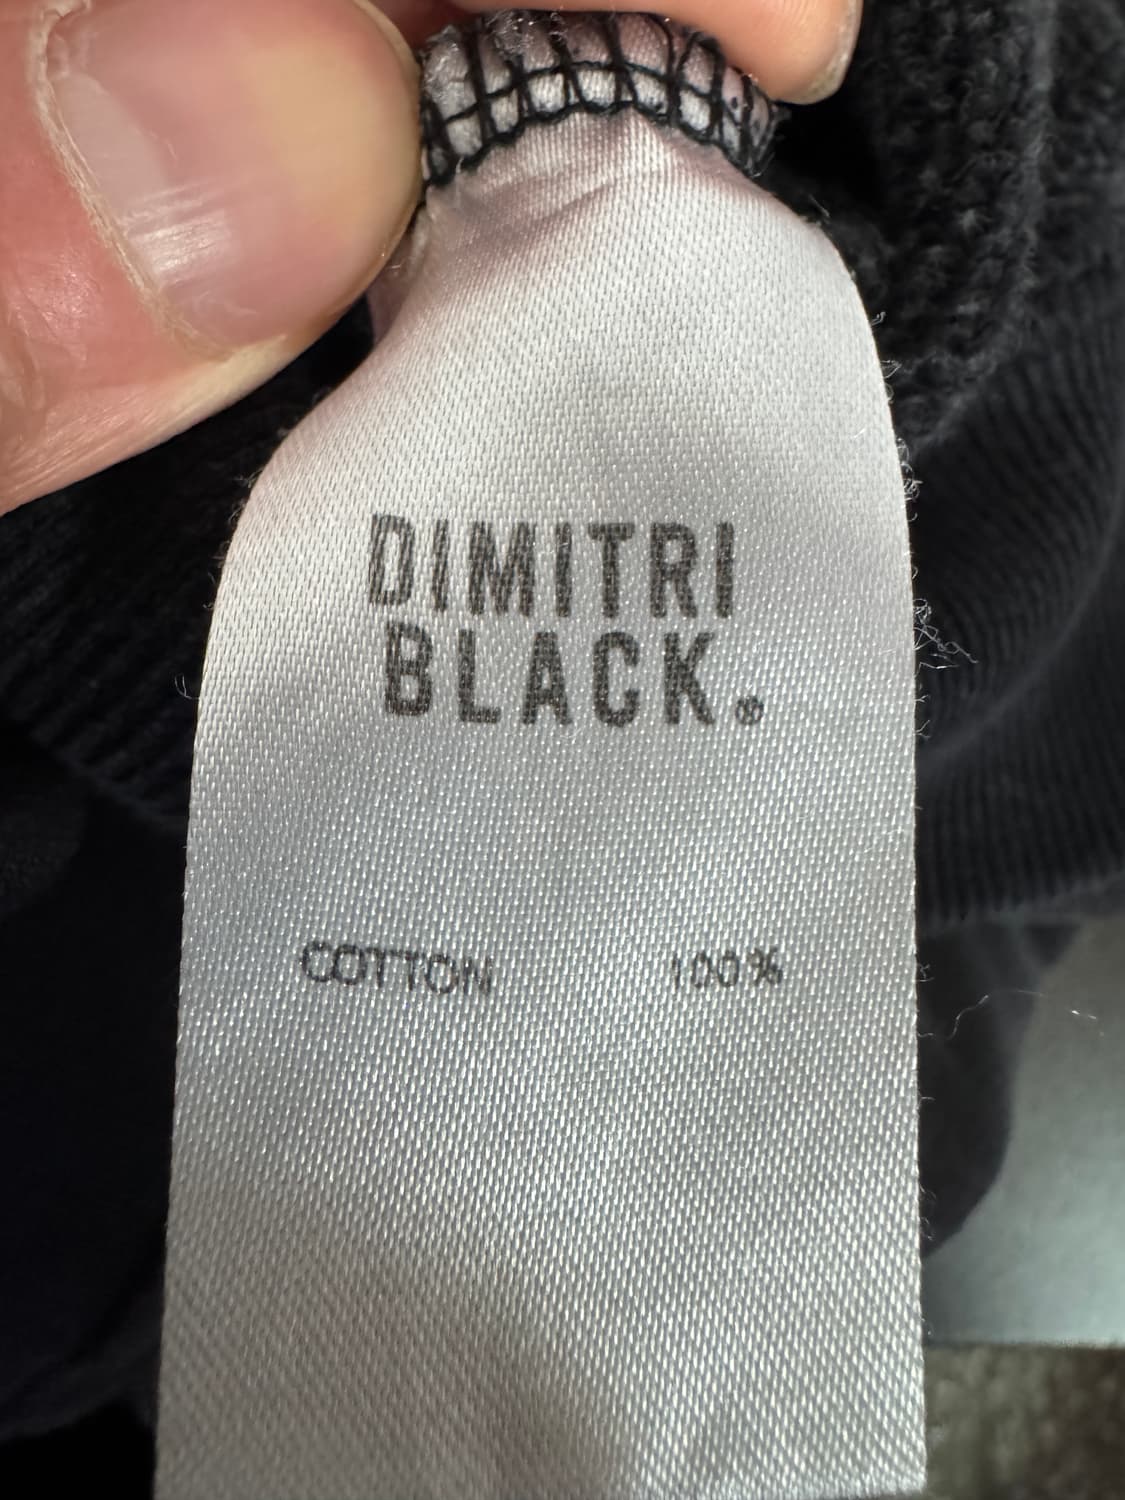 DIMITRI
BLACK.®
COTTON 100%